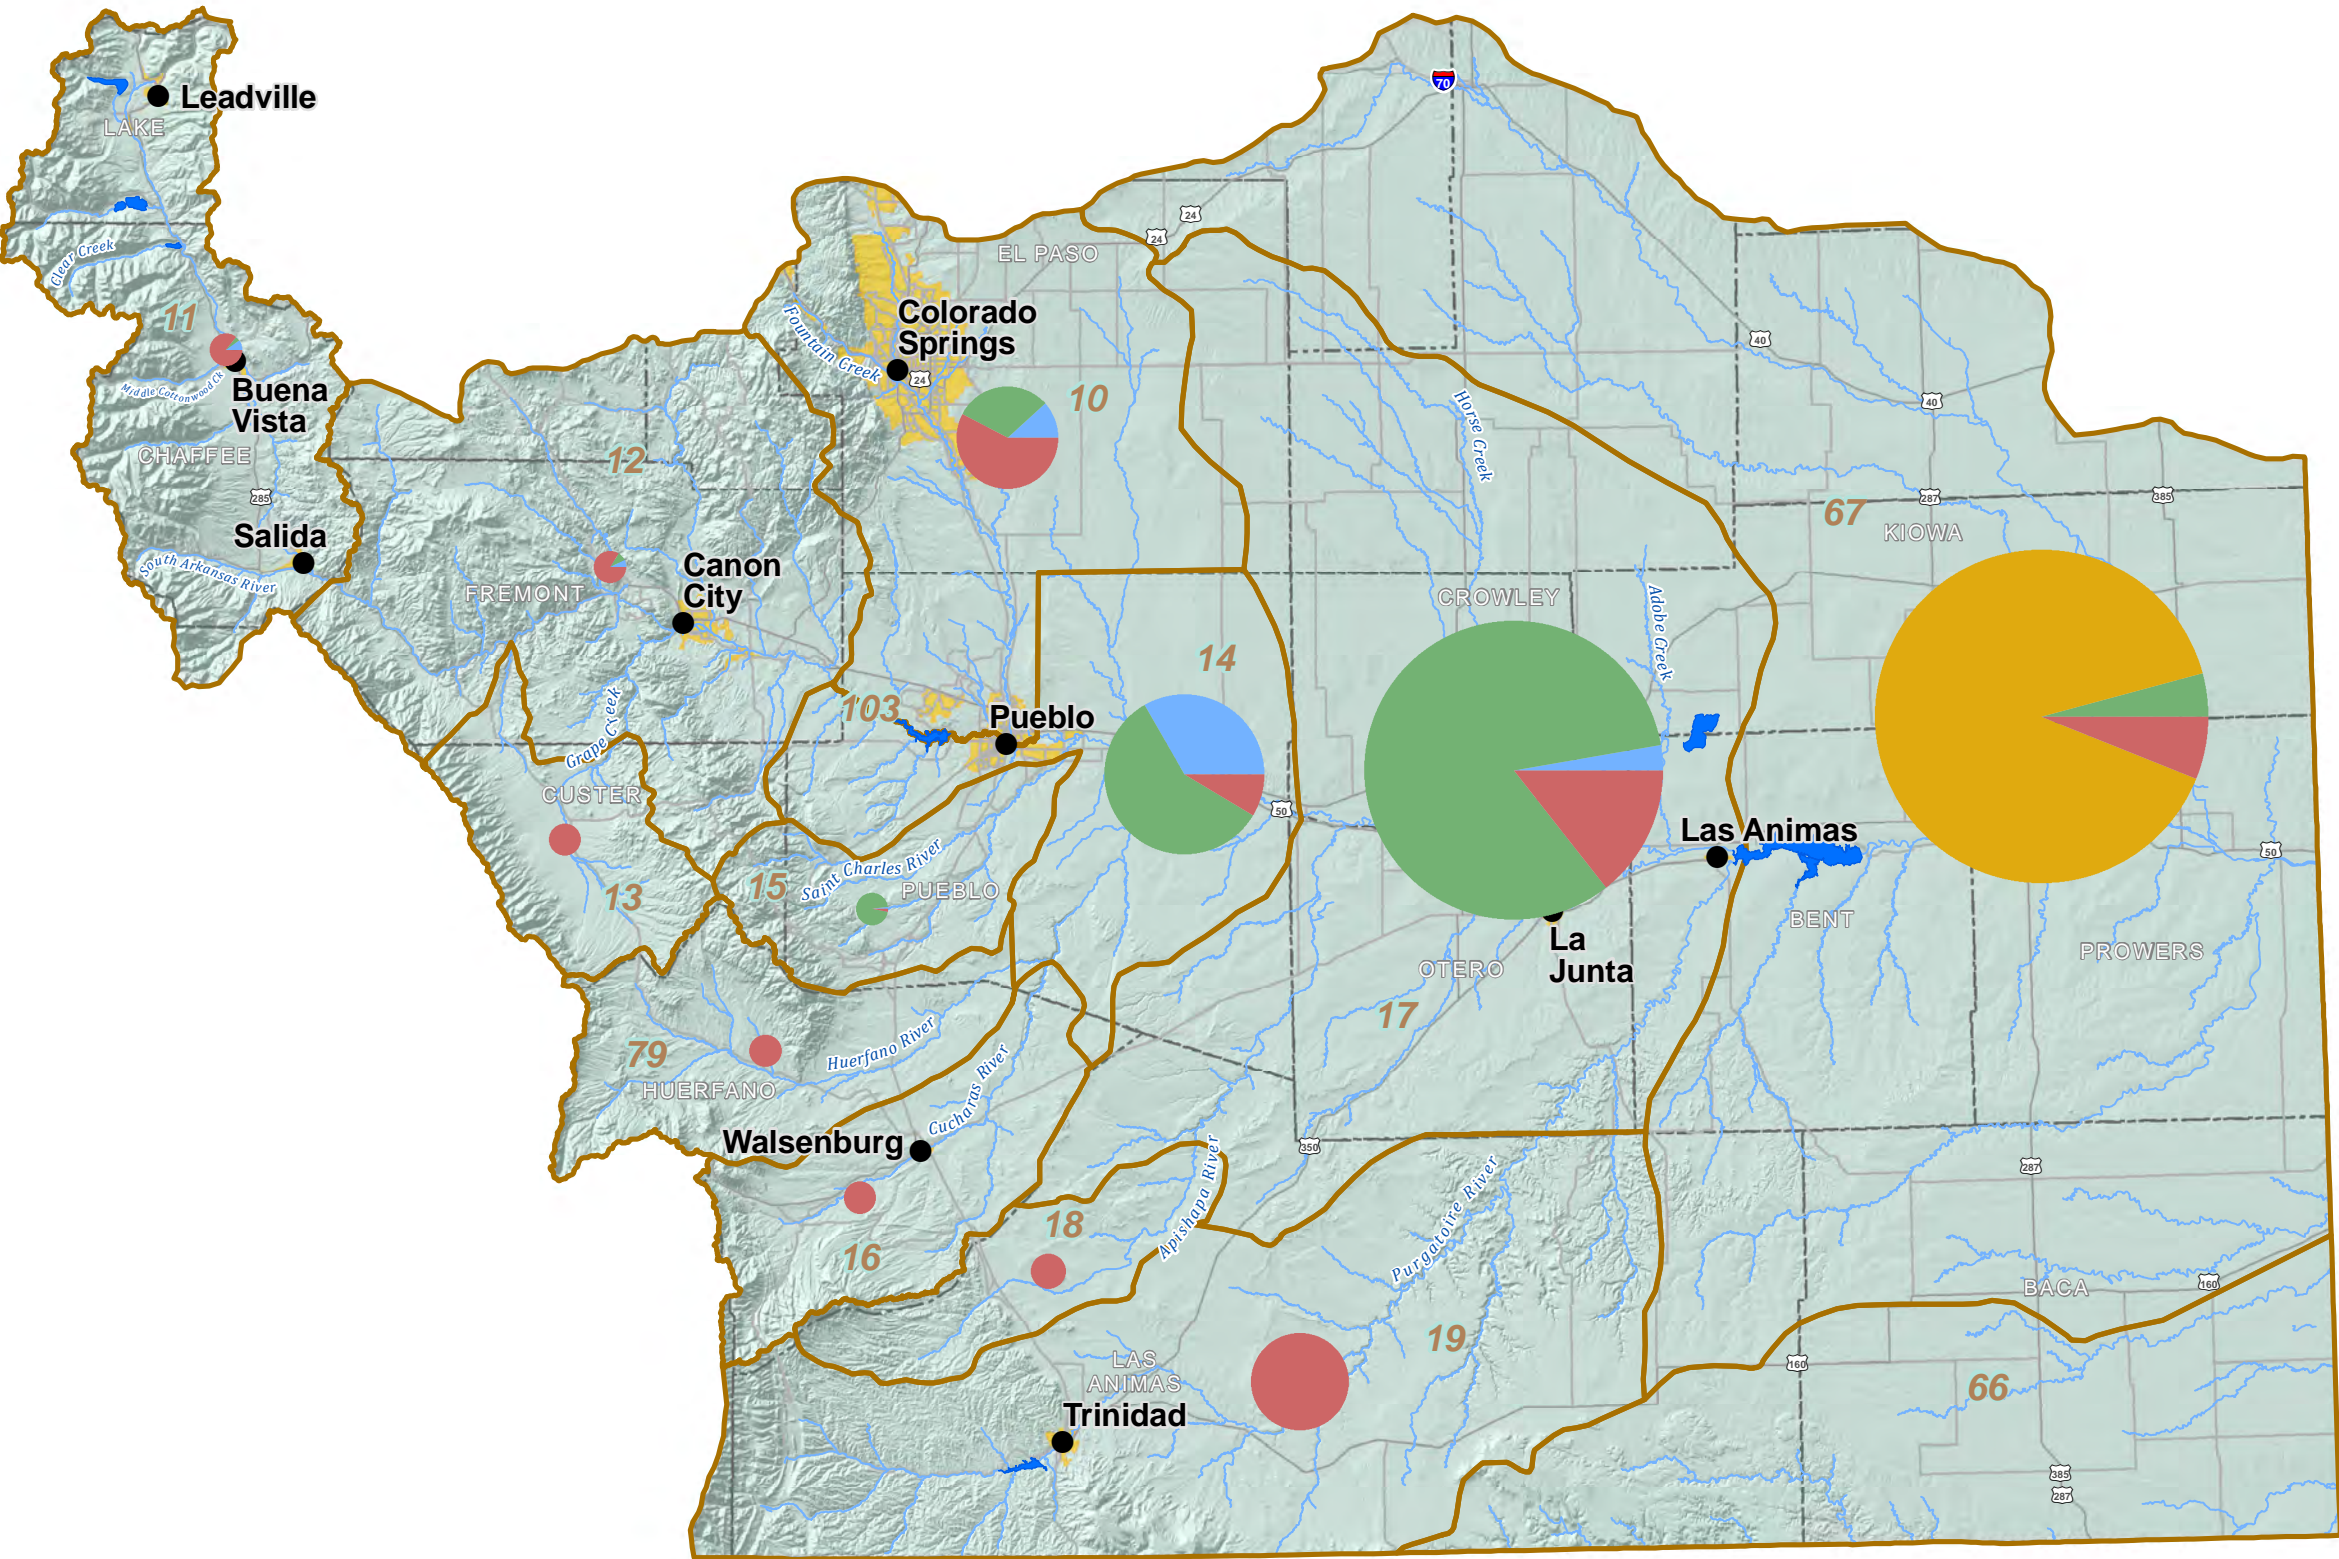 70
Leadville
LAKE
24
24
EL PASO
Clear Creek
11
Colorado
Springs
Fountain Creek
24
40
Middle Cottonwood Ck
Buena
Vista
10
40
Horse Creek
CHAFFEE
12
285
67
287
385
KIOWA
Salida
South Arkansas River
Canon
City
FREMONT
CROWLEY
Adobe Creek
14
103
Pueblo
Grape Creek
CUSTER
50
Las Animas
50
Saint Charles River
15
PUEBLO
13
BENT
La
Junta
PROWERS
OTERO
17
Huerfano River
79
HUERFANO
Cucharas River
Walsenburg
350
Apishapa River
Purgatoire River
287
18
16
160
BACA
19
LAS
ANIMAS
160
66
Trinidad
385
287